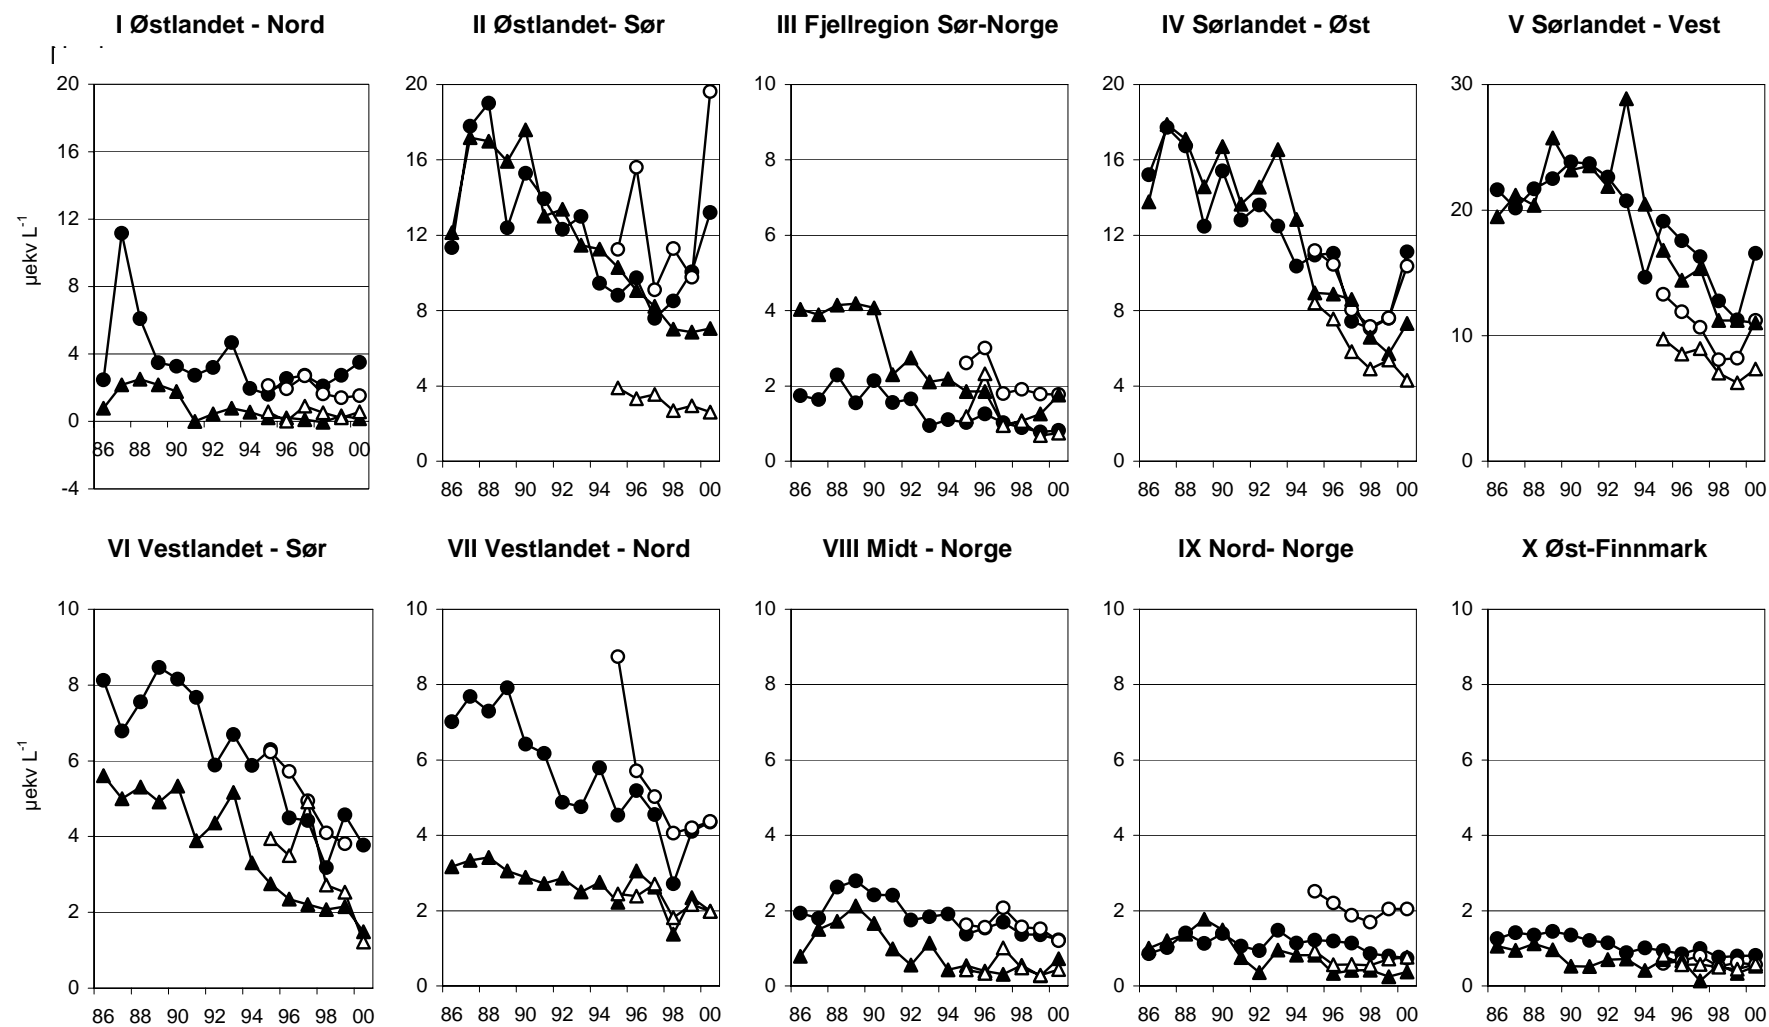 I Østlandet - Nord
II Østlandet- Sør
III Fjellregion Sør-Norge
IV Sørlandet - Øst
V Sørlandet - Vest
µekv L-1
20
16
12
8
4
0
-4
86 88 90 92 94 96 98 00
20
16
12
8
4
0
86 88 90 92 94 96 98 00
10
8
6
4
2
0
86 88 90 92 94 96 98 00
20
16
12
8
4
0
86 88 90 92 94 96 98 00
30
20
10
0
86 88 90 92 94 96 98 00
VI Vestlandet - Sør
VII Vestlandet - Nord
VIII Midt - Norge
IX Nord- Norge
X Øst-Finnmark
µekv L-1
10
8
6
4
2
0
86 88 90 92 94 96 98 00
10
8
6
4
2
0
86 88 90 92 94 96 98 00
10
8
6
4
2
0
86 88 90 92 94 96 98 00
10
8
6
4
2
0
86 88 90 92 94 96 98 00
10
8
6
4
2
0
86 88 90 92 94 96 98 00